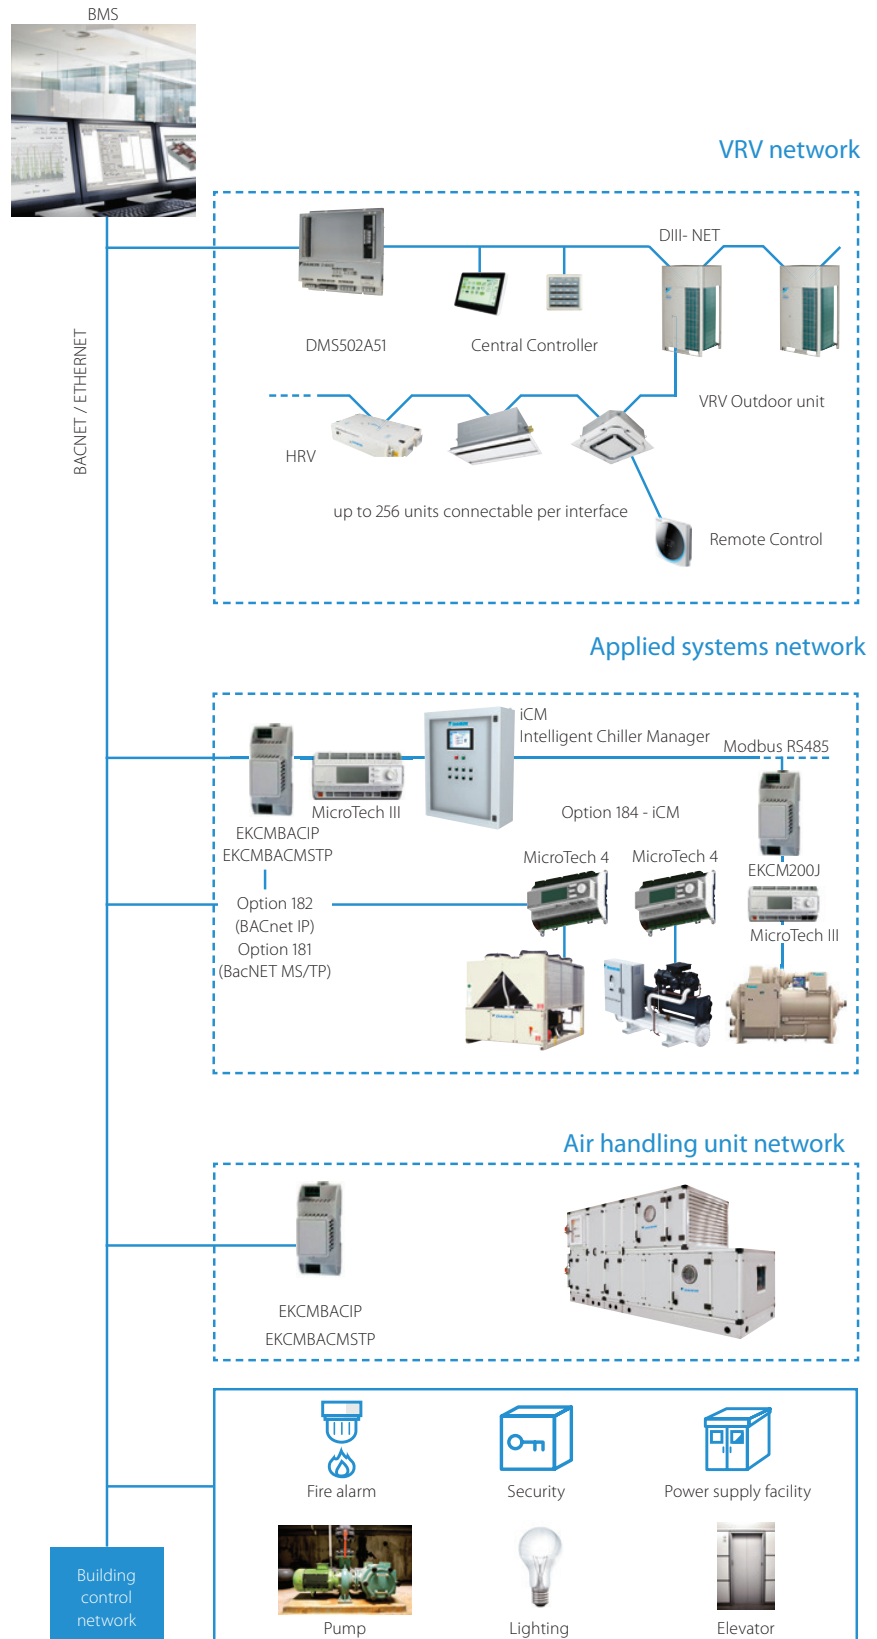 BMS
VRV network
DIII- NET
BACNET / ETHERNET
DMS502A51
Central Controller
VRV Outdoor unit
HRV
up to 256 units connectable per interface
Remote Control
Applied systems network
iCM
Intelligent Chiller Manager
Modbus RS485
MicroTech III
Option 184 - iCM
EKCMBACIP
EKCMBACMSTP
MicroTech 4
MicroTech 4
EKCM200J
Option 182
(BACnet IP)
Option 181
(BacNET MS/TP)
MicroTech III
Air handling unit network
EKCMBACIP
EKCMBACMSTP
Fire alarm
Security
Power supply facility
Building
control
network
Pump
Lighting
Elevator